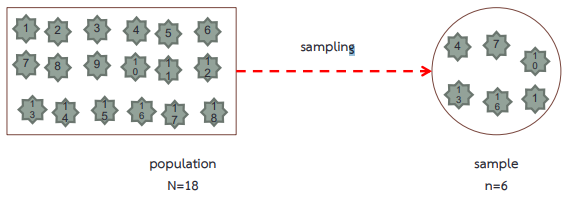 1 2 3 4 5 6
7 8 9 10 11 12
13 14 15 16 17 18
sampling
4 7 10
13 16 1
population
N=18
sample
n=6